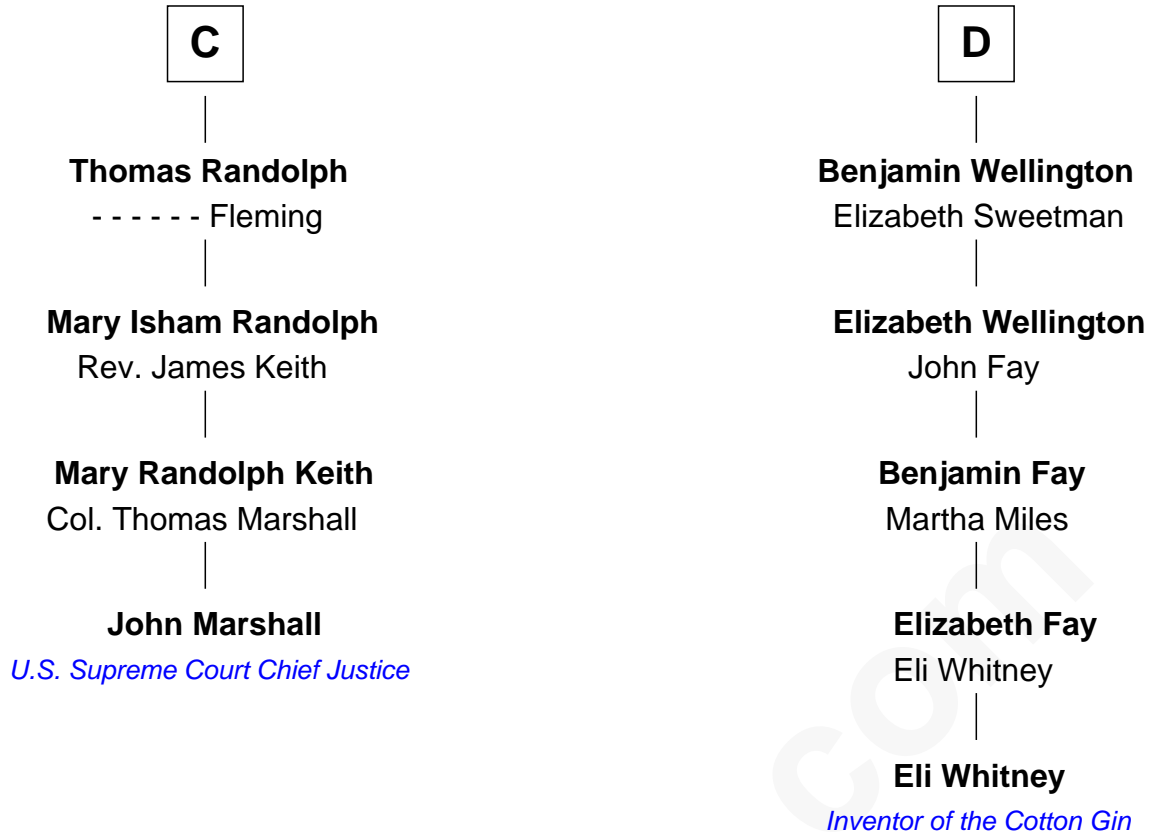 C
Thomas Randolph
- - - - - - Fleming
Mary Isham Randolph
Rev. James Keith
Mary Randolph Keith
Col. Thomas Marshall
John Marshall
U.S. Supreme Court Chief Justice
D
Benjamin Wellington
Elizabeth Sweetman
Elizabeth Wellington
John Fay
Benjamin Fay
Martha Miles
Elizabeth Fay
Eli Whitney
Eli Whitney
Inventor of the Cotton Gin
com